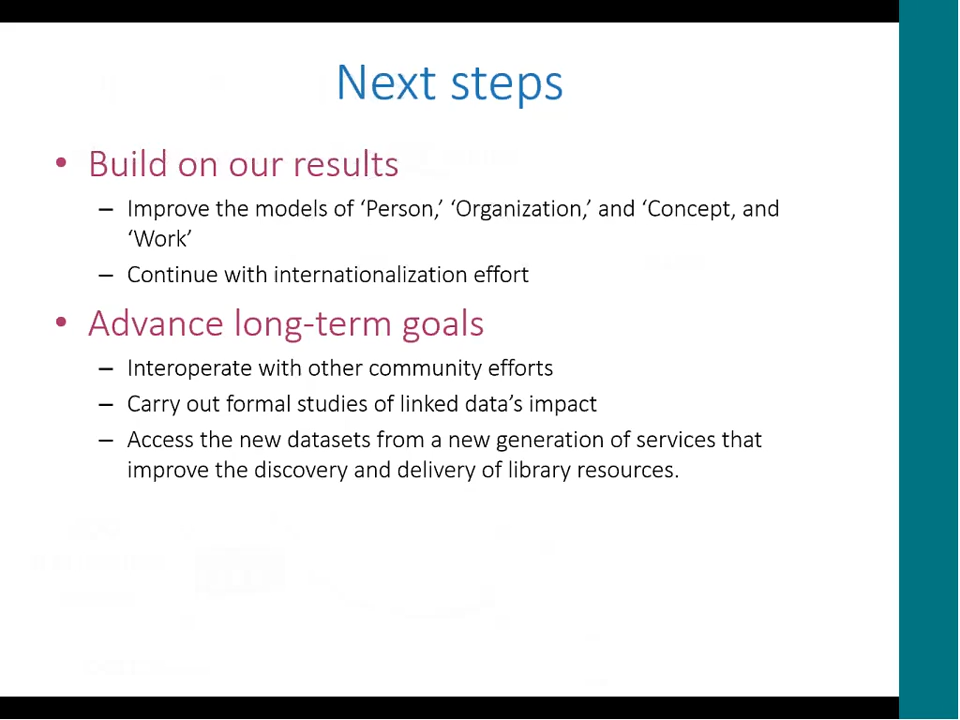 Next steps
• Build on our results
– Improve the models of ‘Person,’ ‘Organization,’ and ‘Concept, and
‘Work’
– Continue with internationalization effort
• Advance long-term goals
– Interoperate with other community efforts
– Carry out formal studies of linked data’s impact
– Access the new datasets from a new generation of services that
improve the discovery and delivery of library resources.